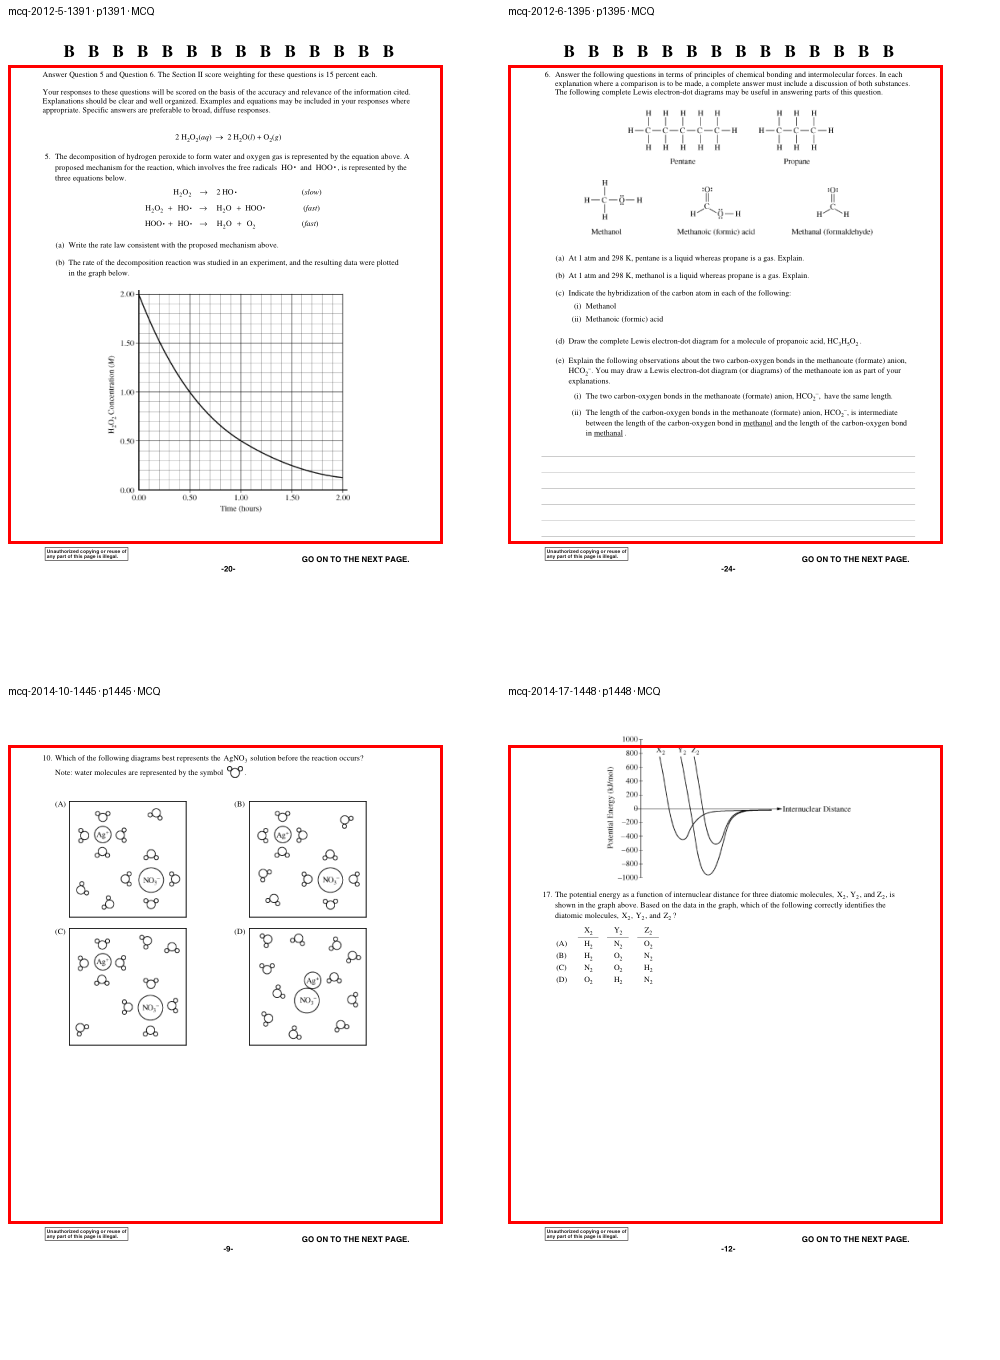 mcq-2012-5-1391 · p1391 · MCQ
B B B B B B B B B B B B B B
Answer Question 5 and Question 6. The Section II score weighting for these questions is 15 percent each.
Your responses to these questions will be scored on the basis of the accuracy and relevance of the information cited.
Explanations should be clear and well organized. Examples and equations may be included in your responses where
appropriate. Specific answers are preferable to broad, diffuse responses.
2 H₂O₂(aq) → 2 H₂O(l) + O₂(g)
5. The decomposition of hydrogen peroxide to form water and oxygen gas is represented by the equation above. A
proposed mechanism for the reaction, which involves the free radicals HO• and HOO•, is represented by the
three equations below.
H₂O₂ → 2 HO• (slow)
H₂O₂ + HO• → H₂O + HOO• (fast)
HOO• + HO• → H₂O + O₂ (fast)
(a) Write the rate law consistent with the proposed mechanism above.
(b) The rate of the decomposition reaction was studied in an experiment, and the resulting data were plotted
in the graph below.
H₂O₂ Concentration (M)
2.00
1.50
1.00
0.50
0.00
0.00 0.50 1.00 1.50 2.00
Time (hours)
Unauthorized copying or reuse of
any part of this page is illegal.
GO ON TO THE NEXT PAGE.
-20-
mcq-2012-6-1395 · p1395 · MCQ
B B B B B B B B B B B B B B
6. Answer the following questions in terms of principles of chemical bonding and intermolecular forces. In each
explanation where a comparison is to be made, a complete answer must include a discussion of both substances.
The following complete Lewis electron-dot diagrams may be useful in answering parts of this question.
H H H H H
H—C—C—C—C—C—H
H H H H H
Pentane
H H H
H—C—C—C—H
H H H
Propane
H
H—C—O—H
H
Methanol
O
C
H O—H
Methanoic (formic) acid
O
C
H H
Methanal (formaldehyde)
(a) At 1 atm and 298 K, pentane is a liquid whereas propane is a gas. Explain.
(b) At 1 atm and 298 K, methanol is a liquid whereas propane is a gas. Explain.
(c) Indicate the hybridization of the carbon atom in each of the following:
(i) Methanol
(ii) Methanoic (formic) acid
(d) Draw the complete Lewis electron-dot diagram for a molecule of propanoic acid, HC₃H₅O₂.
(e) Explain the following observations about the two carbon-oxygen bonds in the methanoate (formate) anion,
HCO₂⁻. You may draw a Lewis electron-dot diagram (or diagrams) of the methanoate ion as part of your
explanations.
(i) The two carbon-oxygen bonds in the methanoate (formate) anion, HCO₂⁻, have the same length.
(ii) The length of the carbon-oxygen bonds in the methanoate (formate) anion, HCO₂⁻, is intermediate
between the length of the carbon-oxygen bond in methanol and the length of the carbon-oxygen bond
in methanal.
Unauthorized copying or reuse of
any part of this page is illegal.
GO ON TO THE NEXT PAGE.
-24-
mcq-2014-10-1445 · p1445 · MCQ
10. Which of the following diagrams best represents the AgNO₃ solution before the reaction occurs?
Note: water molecules are represented by the symbol .
(A)
Ag⁺
NO₃⁻
(B)
Ag⁺
NO₃⁻
(C)
Ag⁺
NO₃⁻
(D)
Ag⁺
NO₃⁻
Unauthorized copying or reuse of
any part of this page is illegal.
GO ON TO THE NEXT PAGE.
-9-
mcq-2014-17-1448 · p1448 · MCQ
Potential Energy (kJ/mol)
1000
800
600
400
200
0
−200
−400
−600
−800
−1000
X₂ Y₂ Z₂
Internuclear Distance
17. The potential energy as a function of internuclear distance for three diatomic molecules, X₂, Y₂, and Z₂, is
shown in the graph above. Based on the data in the graph, which of the following correctly identifies the
diatomic molecules, X₂, Y₂, and Z₂ ?
X₂ Y₂ Z₂
(A) H₂ N₂ O₂
(B) H₂ O₂ N₂
(C) N₂ O₂ H₂
(D) O₂ H₂ N₂
Unauthorized copying or reuse of
any part of this page is illegal.
GO ON TO THE NEXT PAGE.
-12-